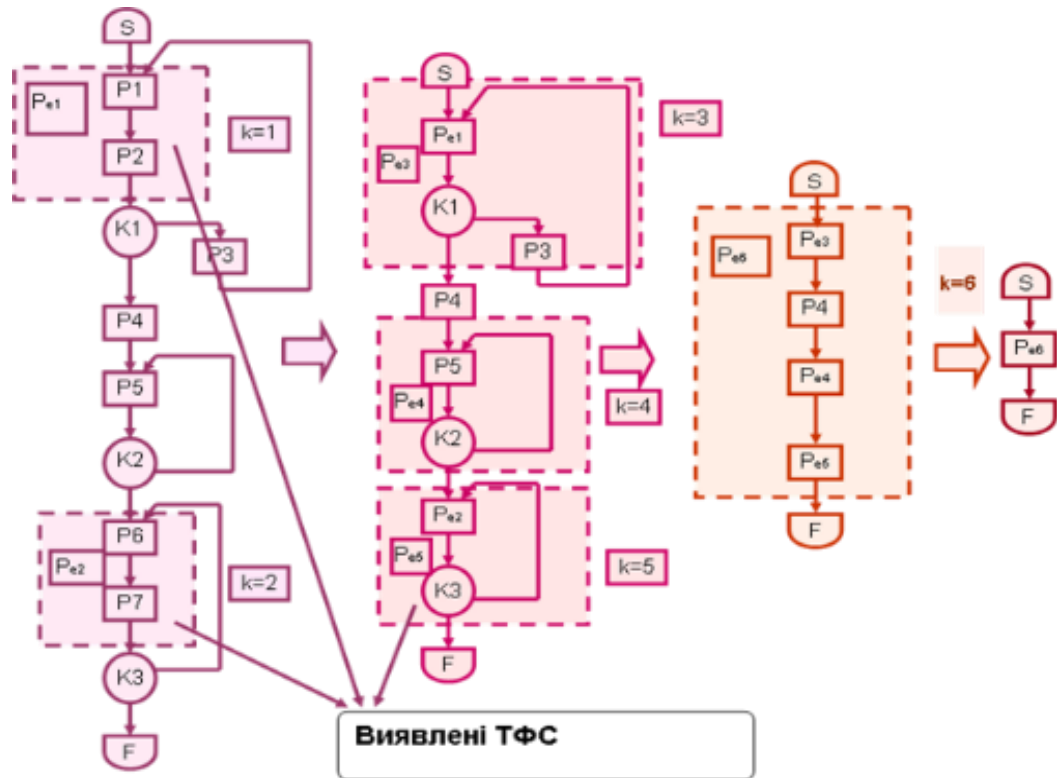 S
P1
Pe1
k=1
P2
K1
P3
P4
P5
K2
P6
Pe2
k=2
P7
K3
F
S
k=3
Pe1
Pe3
K1
P3
P4
P5
Pe4
k=4
K2
Pe2
Pe5
k=5
K3
F
S
Pe3
Pe6
P4
Pe4
Pe5
F
k=6
S
Pe6
F
Виявлені ТФС